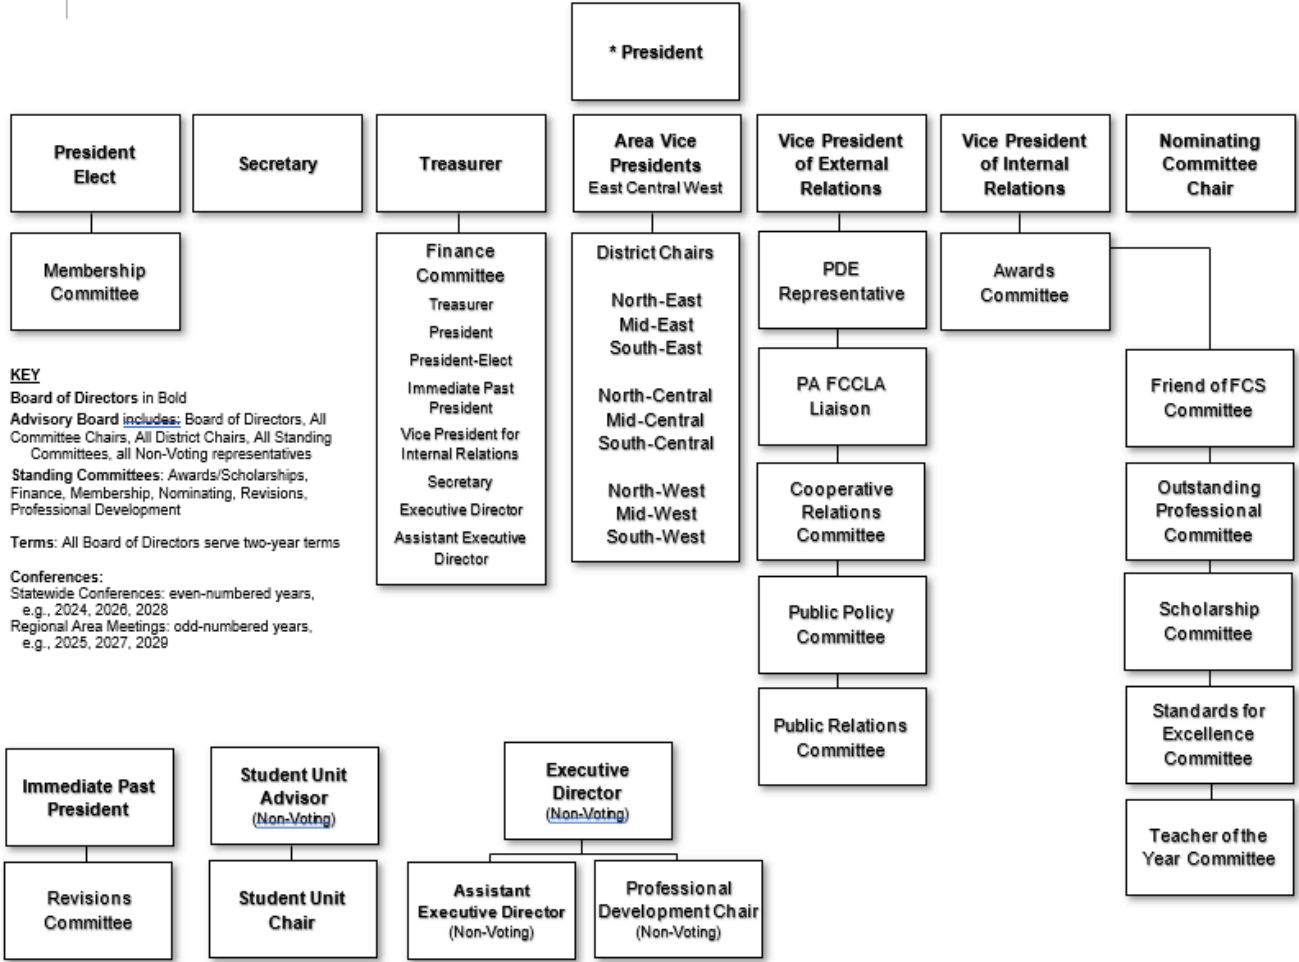 * President
President
Elect
Secretary
Treasurer
Area Vice
Presidents
East Central West
Vice President
of External
Relations
Vice President
of Internal
Relations
Nominating
Committee
Chair
Membership
Committee
Finance
Committee
Treasurer
President
President-Elect
Immediate Past
President
Vice President for
Internal Relations
Secretary
Executive Director
Assistant Executive
Director
District Chairs
North-East
Mid-East
South-East
North-Central
Mid-Central
South-Central
North-West
Mid-West
South-West
PDE
Representative
PA FCCLA
Liaison
Cooperative
Relations
Committee
Public Policy
Committee
Public Relations
Committee
Awards
Committee
Friend of FCS
Committee
Outstanding
Professional
Committee
Scholarship
Committee
Standards for
Excellence
Committee
Teacher of the
Year Committee
KEY
Board of Directors in Bold
Advisory Board includes: Board of Directors, All
Committee Chairs, All District Chairs, All Standing
Committees, all Non-Voting representatives
Standing Committees: Awards/Scholarships,
Finance, Membership, Nominating, Revisions,
Professional Development
Terms: All Board of Directors serve two-year terms
Conferences:
Statewide Conferences: even-numbered years,
e.g., 2024, 2026, 2028
Regional Area Meetings: odd-numbered years,
e.g., 2025, 2027, 2029
Immediate Past
President
Revisions
Committee
Student Unit
Advisor
(Non-Voting)
Student Unit
Chair
Executive
Director
(Non-Voting)
Assistant
Executive Director
(Non-Voting)
Professional
Development Chair
(Non-Voting)